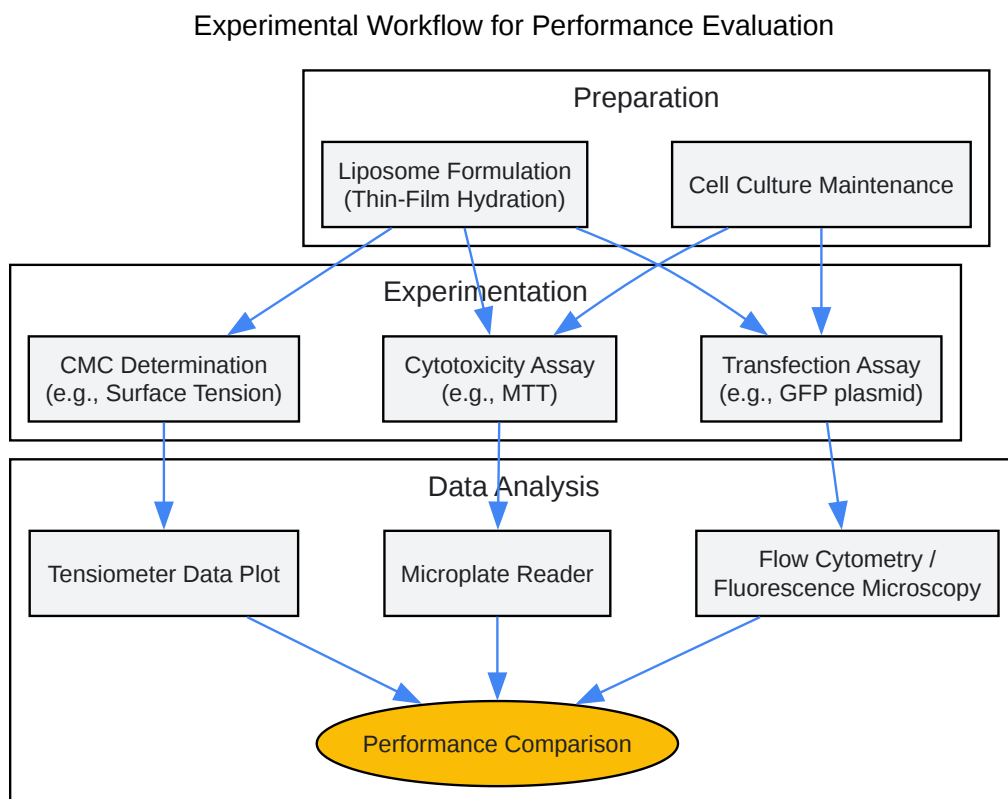 Experimental Workflow for Performance Evaluation
Preparation
Liposome Formulation
(Thin-Film Hydration)
Cell Culture Maintenance
Experimentation
CMC Determination
(e.g., Surface Tension)
Cytotoxicity Assay
(e.g., MTT)
Transfection Assay
(e.g., GFP plasmid)
Data Analysis
Tensiometer Data Plot
Microplate Reader
Flow Cytometry /
Fluorescence Microscopy
Performance Comparison